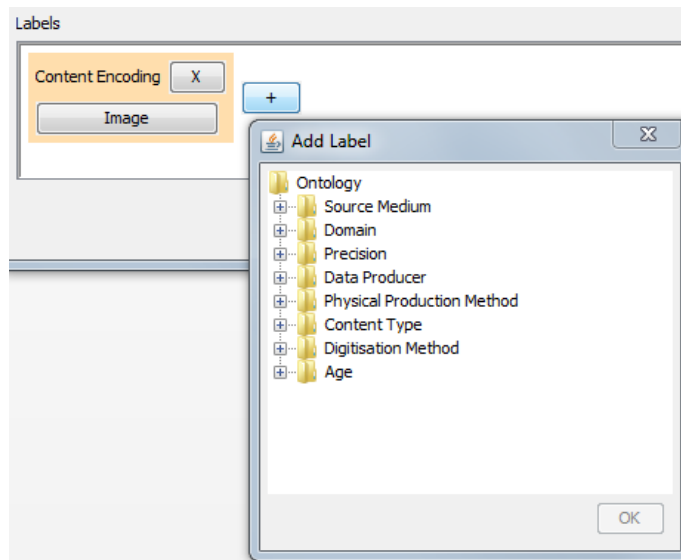 Labels
Content Encoding X
Image
+
Add Label
Ontology
Source Medium
Domain
Precision
Data Producer
Physical Production Method
Content Type
Digitisation Method
Age
OK